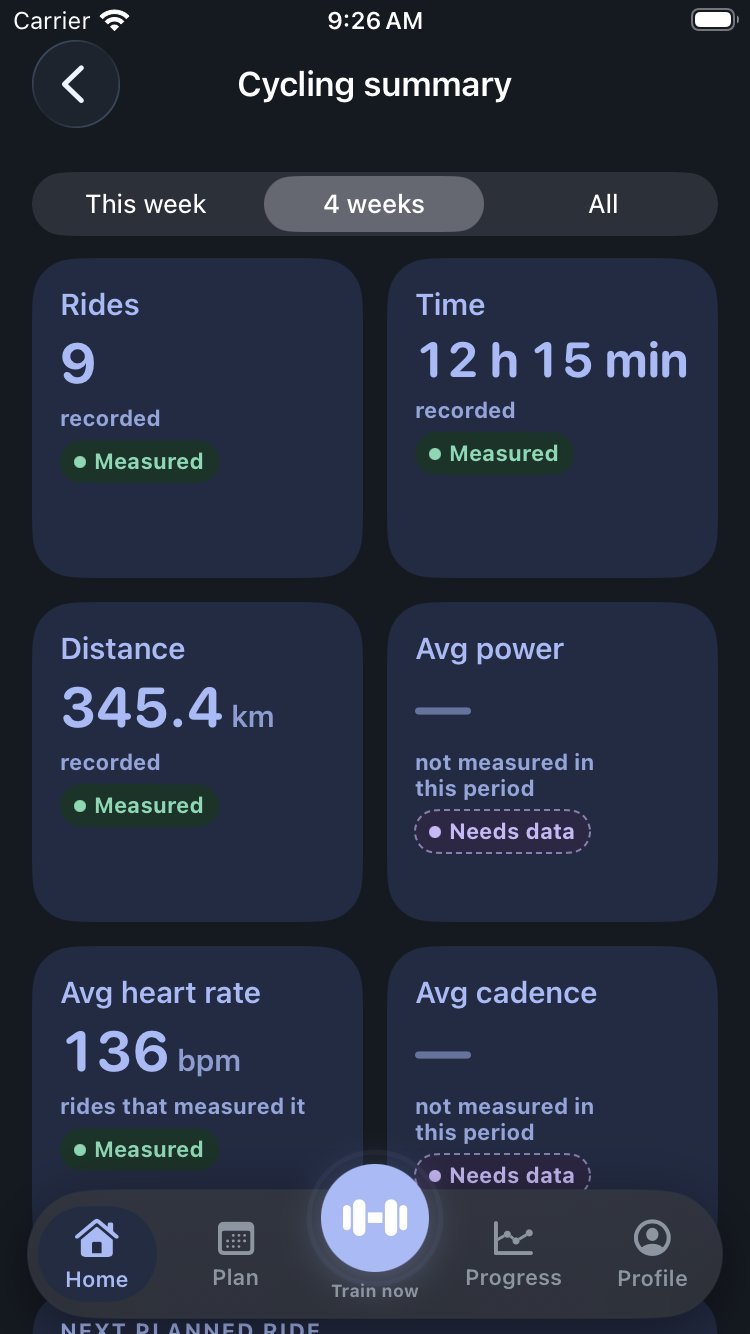 Carrier
9:26 AM
Cycling summary
This week
4 weeks
All
Rides
9
recorded
Measured
Time
12 h 15 min
recorded
Measured
Distance
345.4 km
recorded
Measured
Avg power
—
not measured in
this period
Needs data
Avg heart rate
136 bpm
rides that measured it
Measured
Avg cadence
—
not measured in
this period
Needs data
Home
Plan
Train now
Progress
Profile
NEXT PLANNED RIDE